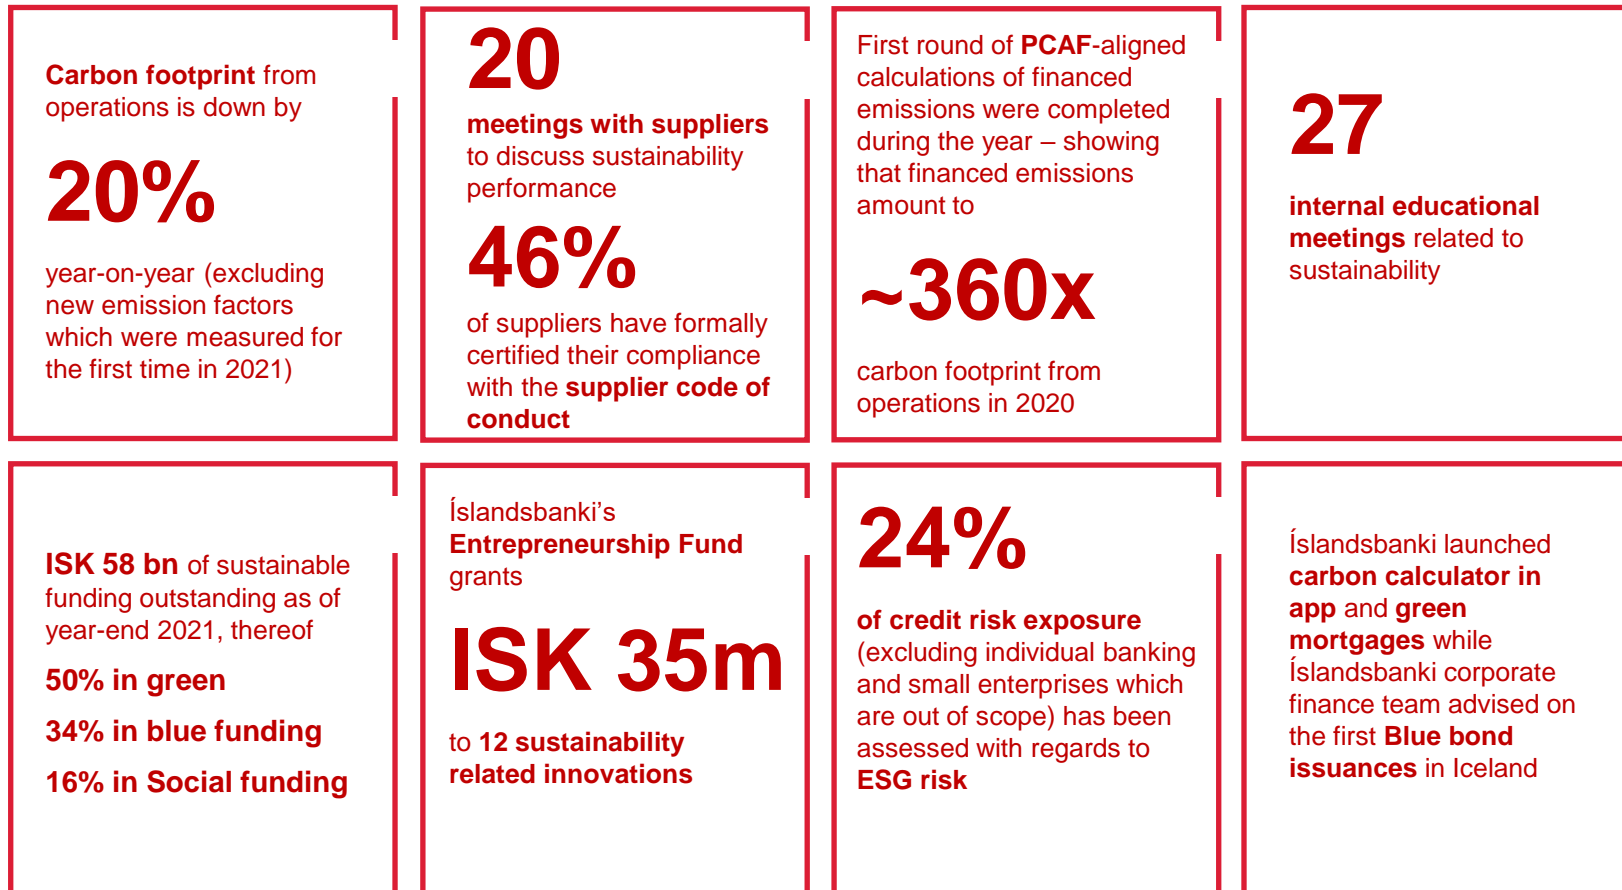 Carbon footprint from
operations is down by
20%
year-on-year (excluding
new emission factors
which were measured for
the first time in 2021)
20
meetings with suppliers
to discuss sustainability
performance
46%
of suppliers have formally
certified their compliance
with the supplier code of
conduct
First round of PCAF-aligned
calculations of financed
emissions were completed
during the year – showing
that financed emissions
amount to
~360x
carbon footprint from
operations in 2020
27
internal educational
meetings related to
sustainability
ISK 58 bn of sustainable
funding outstanding as of
year-end 2021, thereof
50% in green
34% in blue funding
16% in Social funding
Íslandsbanki’s
Entrepreneurship Fund
grants
ISK 35m
to 12 sustainability
related innovations
24%
of credit risk exposure
(excluding individual banking
and small enterprises which
are out of scope) has been
assessed with regards to
ESG risk
Íslandsbanki launched
carbon calculator in
app and green
mortgages while
Íslandsbanki corporate
finance team advised on
the first Blue bond
issuances in Iceland